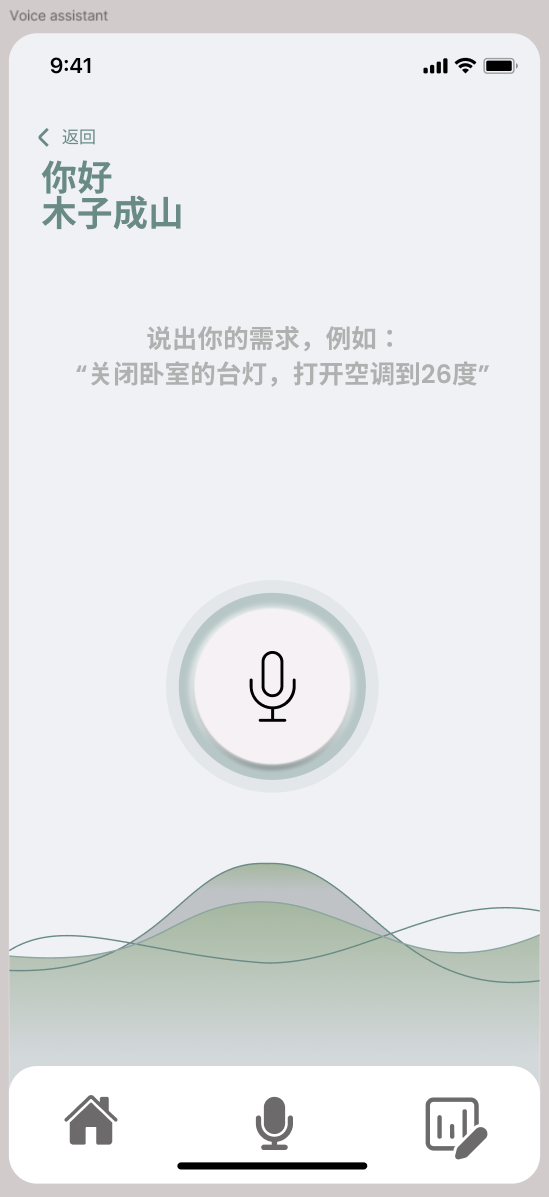 Voice assistant
9:41
返回
你好
木子成山
说出你的需求，例如：
“关闭卧室的台灯，打开空调到26度”